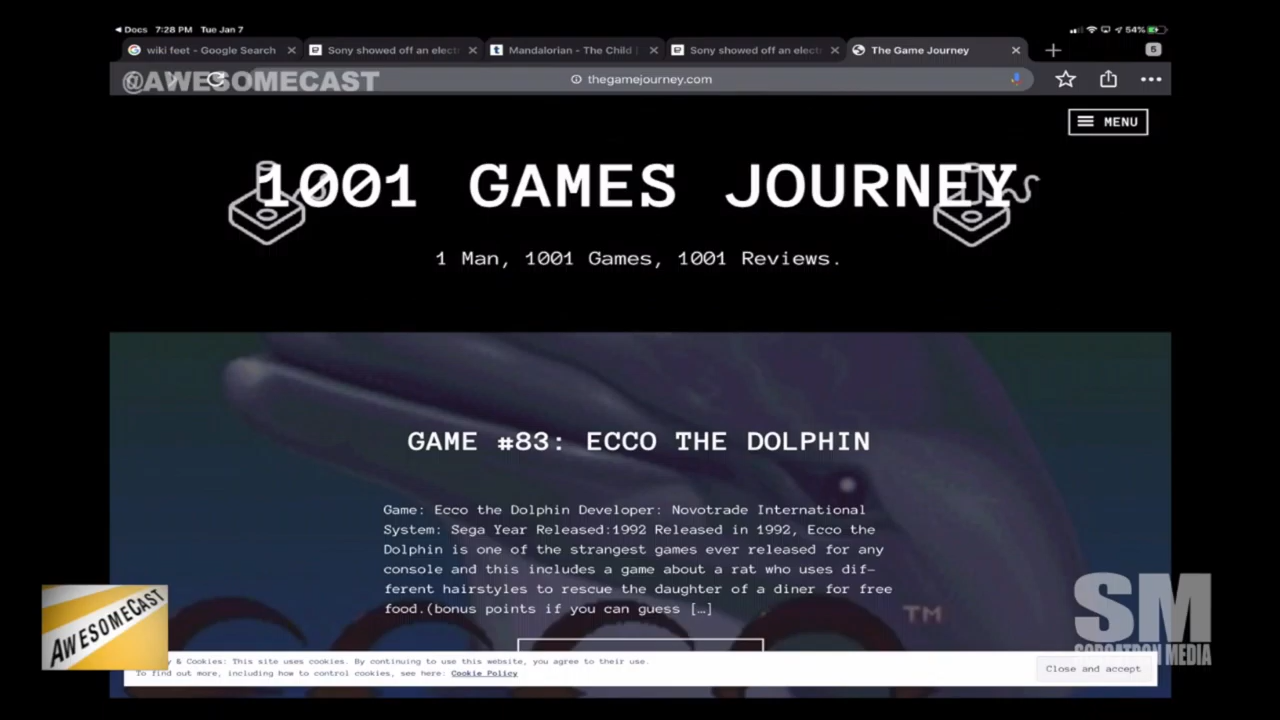 Docs 7:28 PM Tue Jan 7
54%
wiki feet - Google Search
Sony showed off an electr
Mandalorian - The Child |
Sony showed off an electr
The Game Journey
5
@AWESOMECAST
thegamejourney.com
MENU
1001 GAMES JOURNEY
1 Man, 1001 Games, 1001 Reviews.
GAME #83: ECCO THE DOLPHIN
Game: Ecco the Dolphin Developer: Novotrade International
System: Sega Year Released:1992 Released in 1992, Ecco the
Dolphin is one of the strangest games ever released for any
console and this includes a game about a rat who uses dif-
ferent hairstyles to rescue the daughter of a diner for free
food.(bonus points if you can guess […]
TM
AWESOMECAST
SM
SORGATRON MEDIA
y & Cookies: This site uses cookies. By continuing to use this website, you agree to their use.
To find out more, including how to control cookies, see here: Cookie Policy
Close and accept